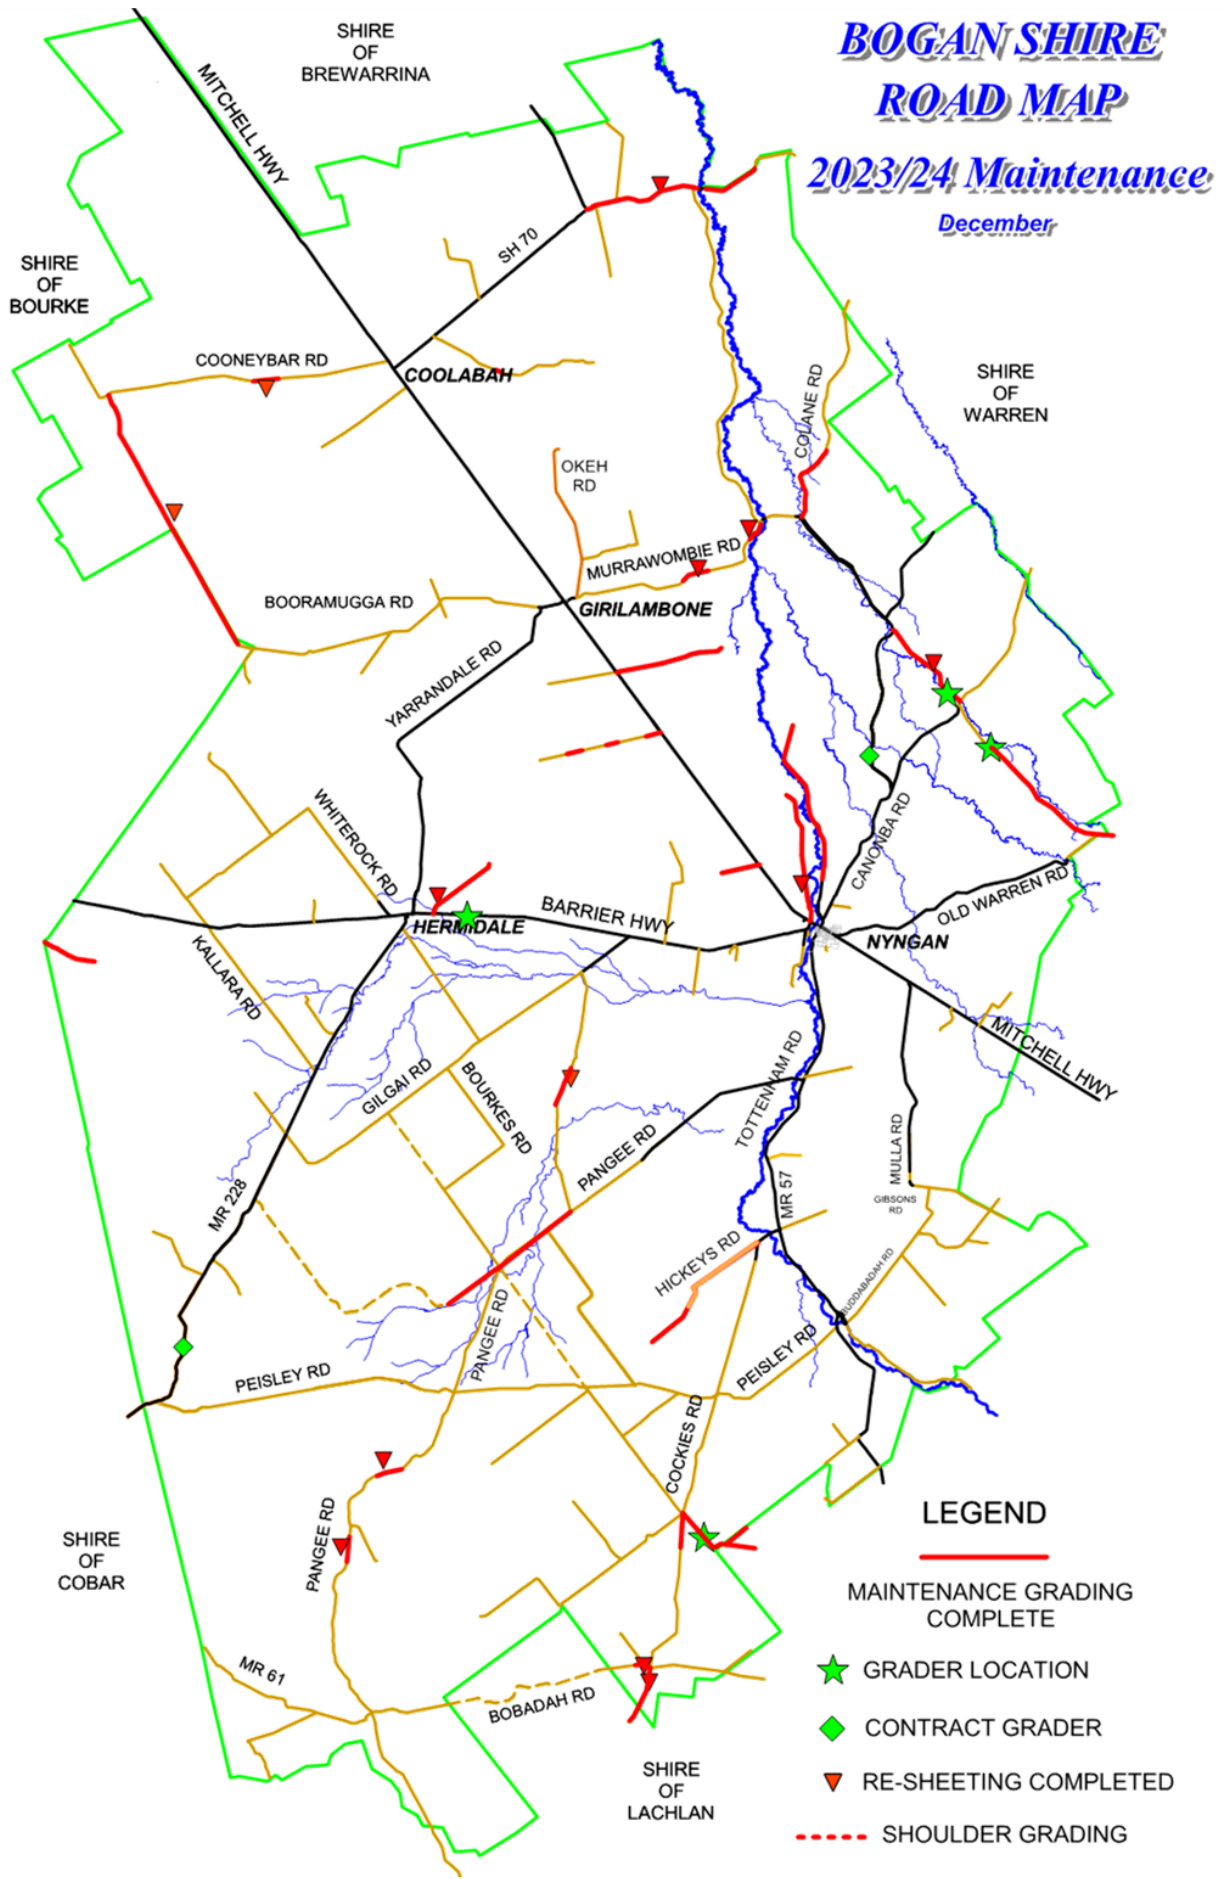 BOGAN SHIRE
ROAD MAP
2023/24 Maintenance
December
SHIRE
OF
BREWARRINA
MITCHELL HWY
SHIRE
OF
BOURKE
SH 70
COONEYBAR RD
COOLABAH
SHIRE
OF
WARREN
COLANE RD
OKEH
RD
MURRAWOMBIE RD
BOORAMUGGA RD
GIRILAMBONE
YARRANDALE RD
WHITEROCK RD
CANONBA RD
BARRIER HWY
OLD WARREN RD
HERMIDALE
NYNGAN
KALLARA RD
MITCHELL HWY
GILGAI RD
BOURKES RD
TOTTENHAM RD
PANGEE RD
MULLA RD
MR 228
MR 57
GIBSONS
RD
HICKEYS RD
BUDDABADAH RD
PANGEE RD
PEISLEY RD
PEISLEY RD
COCKIES RD
PANGEE RD
SHIRE
OF
COBAR
MR 61
BOBADAH RD
SHIRE
OF
LACHLAN
LEGEND
MAINTENANCE GRADING
COMPLETE
GRADER LOCATION
CONTRACT GRADER
RE-SHEETING COMPLETED
SHOULDER GRADING